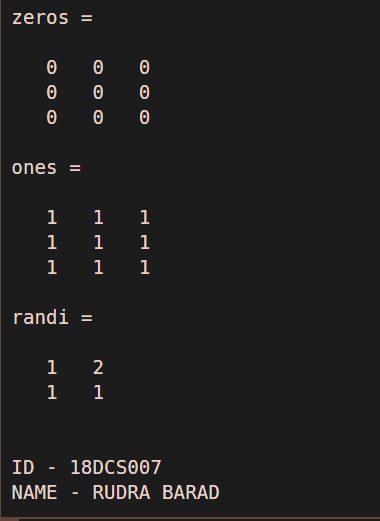 zeros =
0 0 0
0 0 0
0 0 0
ones =
1 1 1
1 1 1
1 1 1
randi =
1 2
1 1
ID - 18DCS007
NAME - RUDRA BARAD